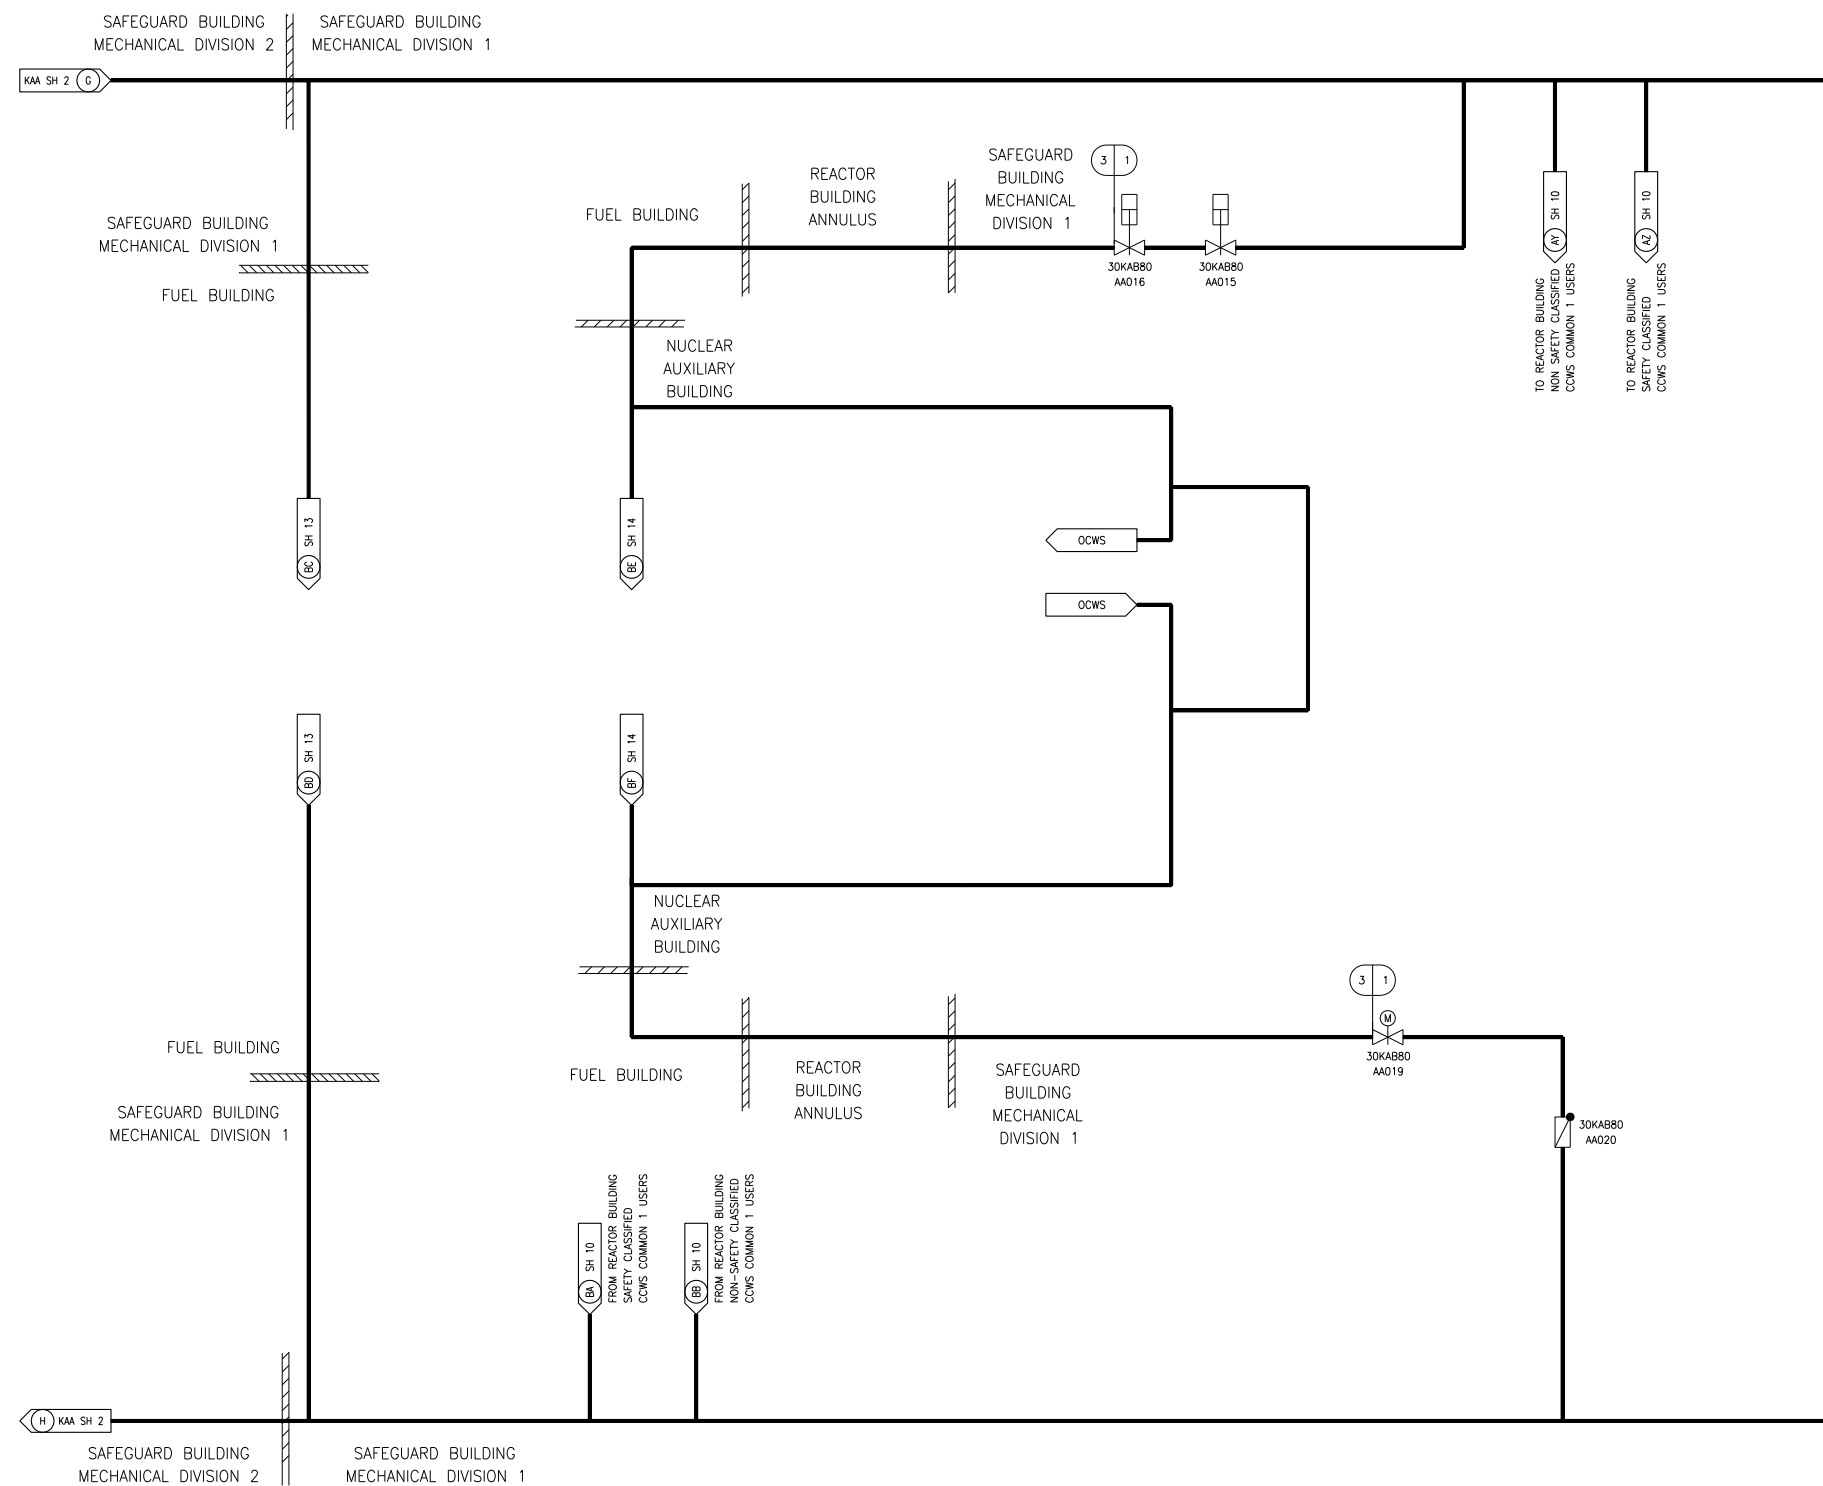 SAFEGUARD BUILDING
MECHANICAL DIVISION 2
SAFEGUARD BUILDING
MECHANICAL DIVISION 1
KAA SH 2 G
SAFEGUARD BUILDING
MECHANICAL DIVISION 1
FUEL BUILDING
FUEL BUILDING
REACTOR
BUILDING
ANNULUS
SAFEGUARD
BUILDING
MECHANICAL
DIVISION 1
3 1
30KAB80
AA016
30KAB80
AA015
AY SH 10
TO REACTOR BUILDING
NON SAFETY CLASSIFIED
CCWS COMMON 1 USERS
AZ SH 10
TO REACTOR BUILDING
SAFETY CLASSIFIED
CCWS COMMON 1 USERS
NUCLEAR
AUXILIARY
BUILDING
BC SH 13
BE SH 14
OCWS
OCWS
BD SH 13
BF SH 14
NUCLEAR
AUXILIARY
BUILDING
FUEL BUILDING
SAFEGUARD BUILDING
MECHANICAL DIVISION 1
FUEL BUILDING
REACTOR
BUILDING
ANNULUS
SAFEGUARD
BUILDING
MECHANICAL
DIVISION 1
3 1
M
30KAB80
AA019
30KAB80
AA020
BA SH 10
FROM REACTOR BUILDING
SAFETY CLASSIFIED
CCWS COMMON 1 USERS
BB SH 10
FROM REACTOR BUILDING
NON-SAFETY CLASSIFIED
CCWS COMMON 1 USERS
H KAA SH 2
SAFEGUARD BUILDING
MECHANICAL DIVISION 2
SAFEGUARD BUILDING
MECHANICAL DIVISION 1